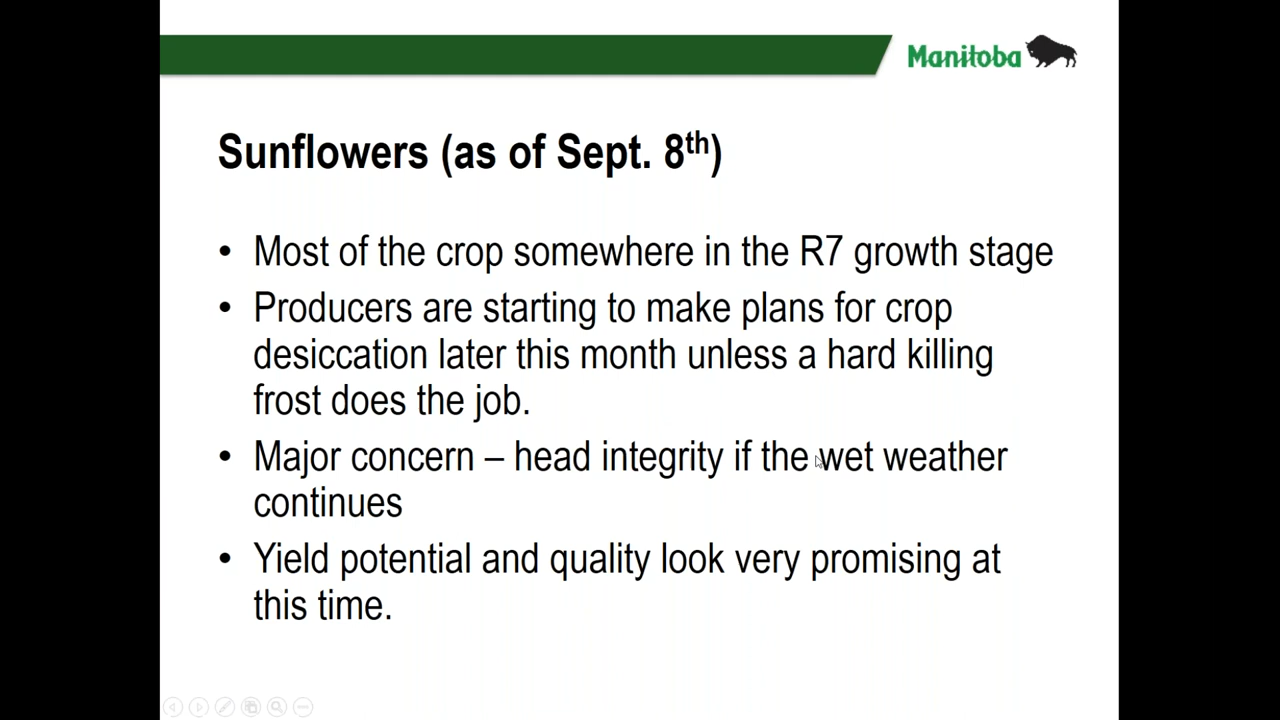 Manitoba
Sunflowers (as of Sept. 8th)
• Most of the crop somewhere in the R7 growth stage
• Producers are starting to make plans for crop
desiccation later this month unless a hard killing
frost does the job.
• Major concern – head integrity if the wet weather
continues
• Yield potential and quality look very promising at
this time.